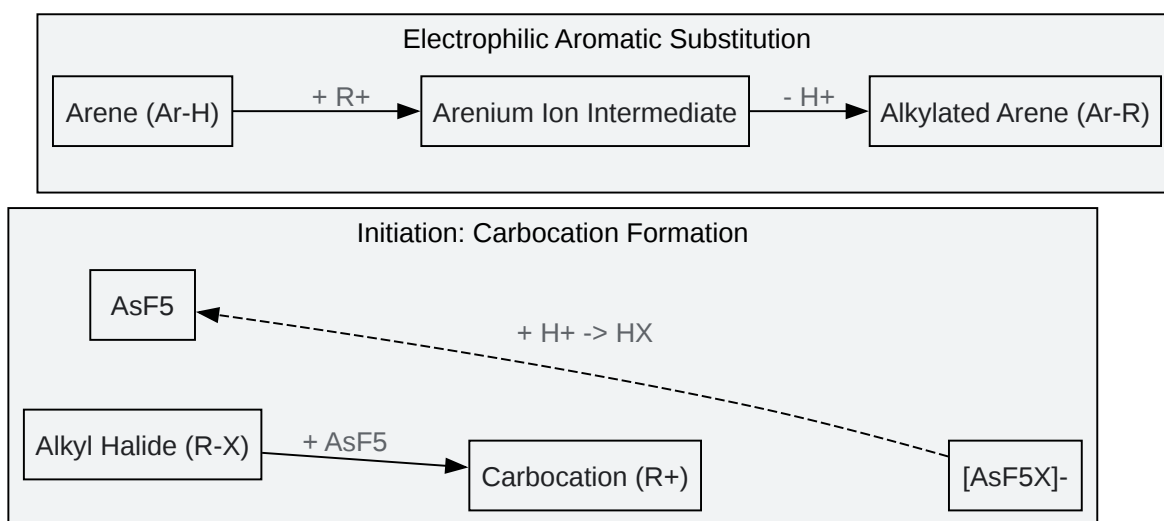 Electrophilic Aromatic Substitution
Arene (Ar-H)
+ R+
Arenium Ion Intermediate
- H+
Alkylated Arene (Ar-R)
Initiation: Carbocation Formation
AsF5
+ H+ -> HX
Alkyl Halide (R-X)
+ AsF5
Carbocation (R+)
[AsF5X]-